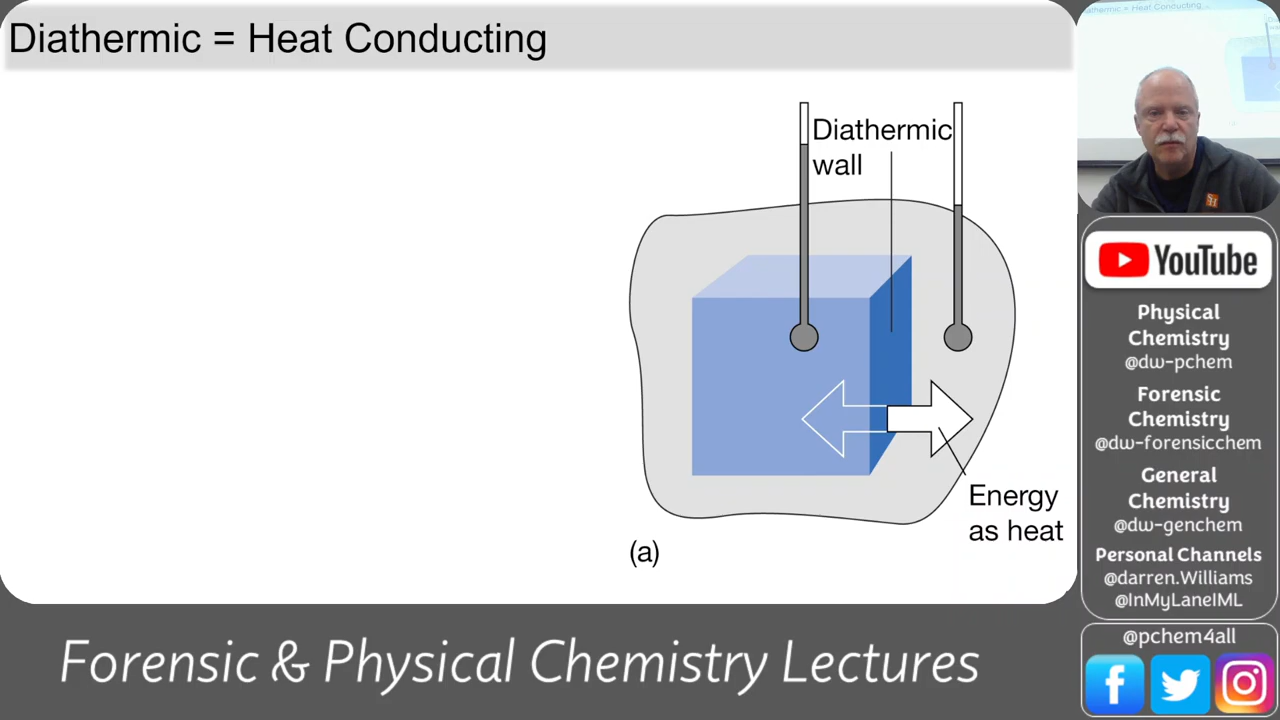 Diathermic = Heat Conducting
Diathermic
wall
Energy
as heat
(a)
YouTube
Physical
Chemistry
@dw-pchem
Forensic
Chemistry
@dw-forensicchem
General
Chemistry
@dw-genchem
Personal Channels
@darren.Williams
@InMyLaneIML
@pchem4all
Forensic & Physical Chemistry Lectures